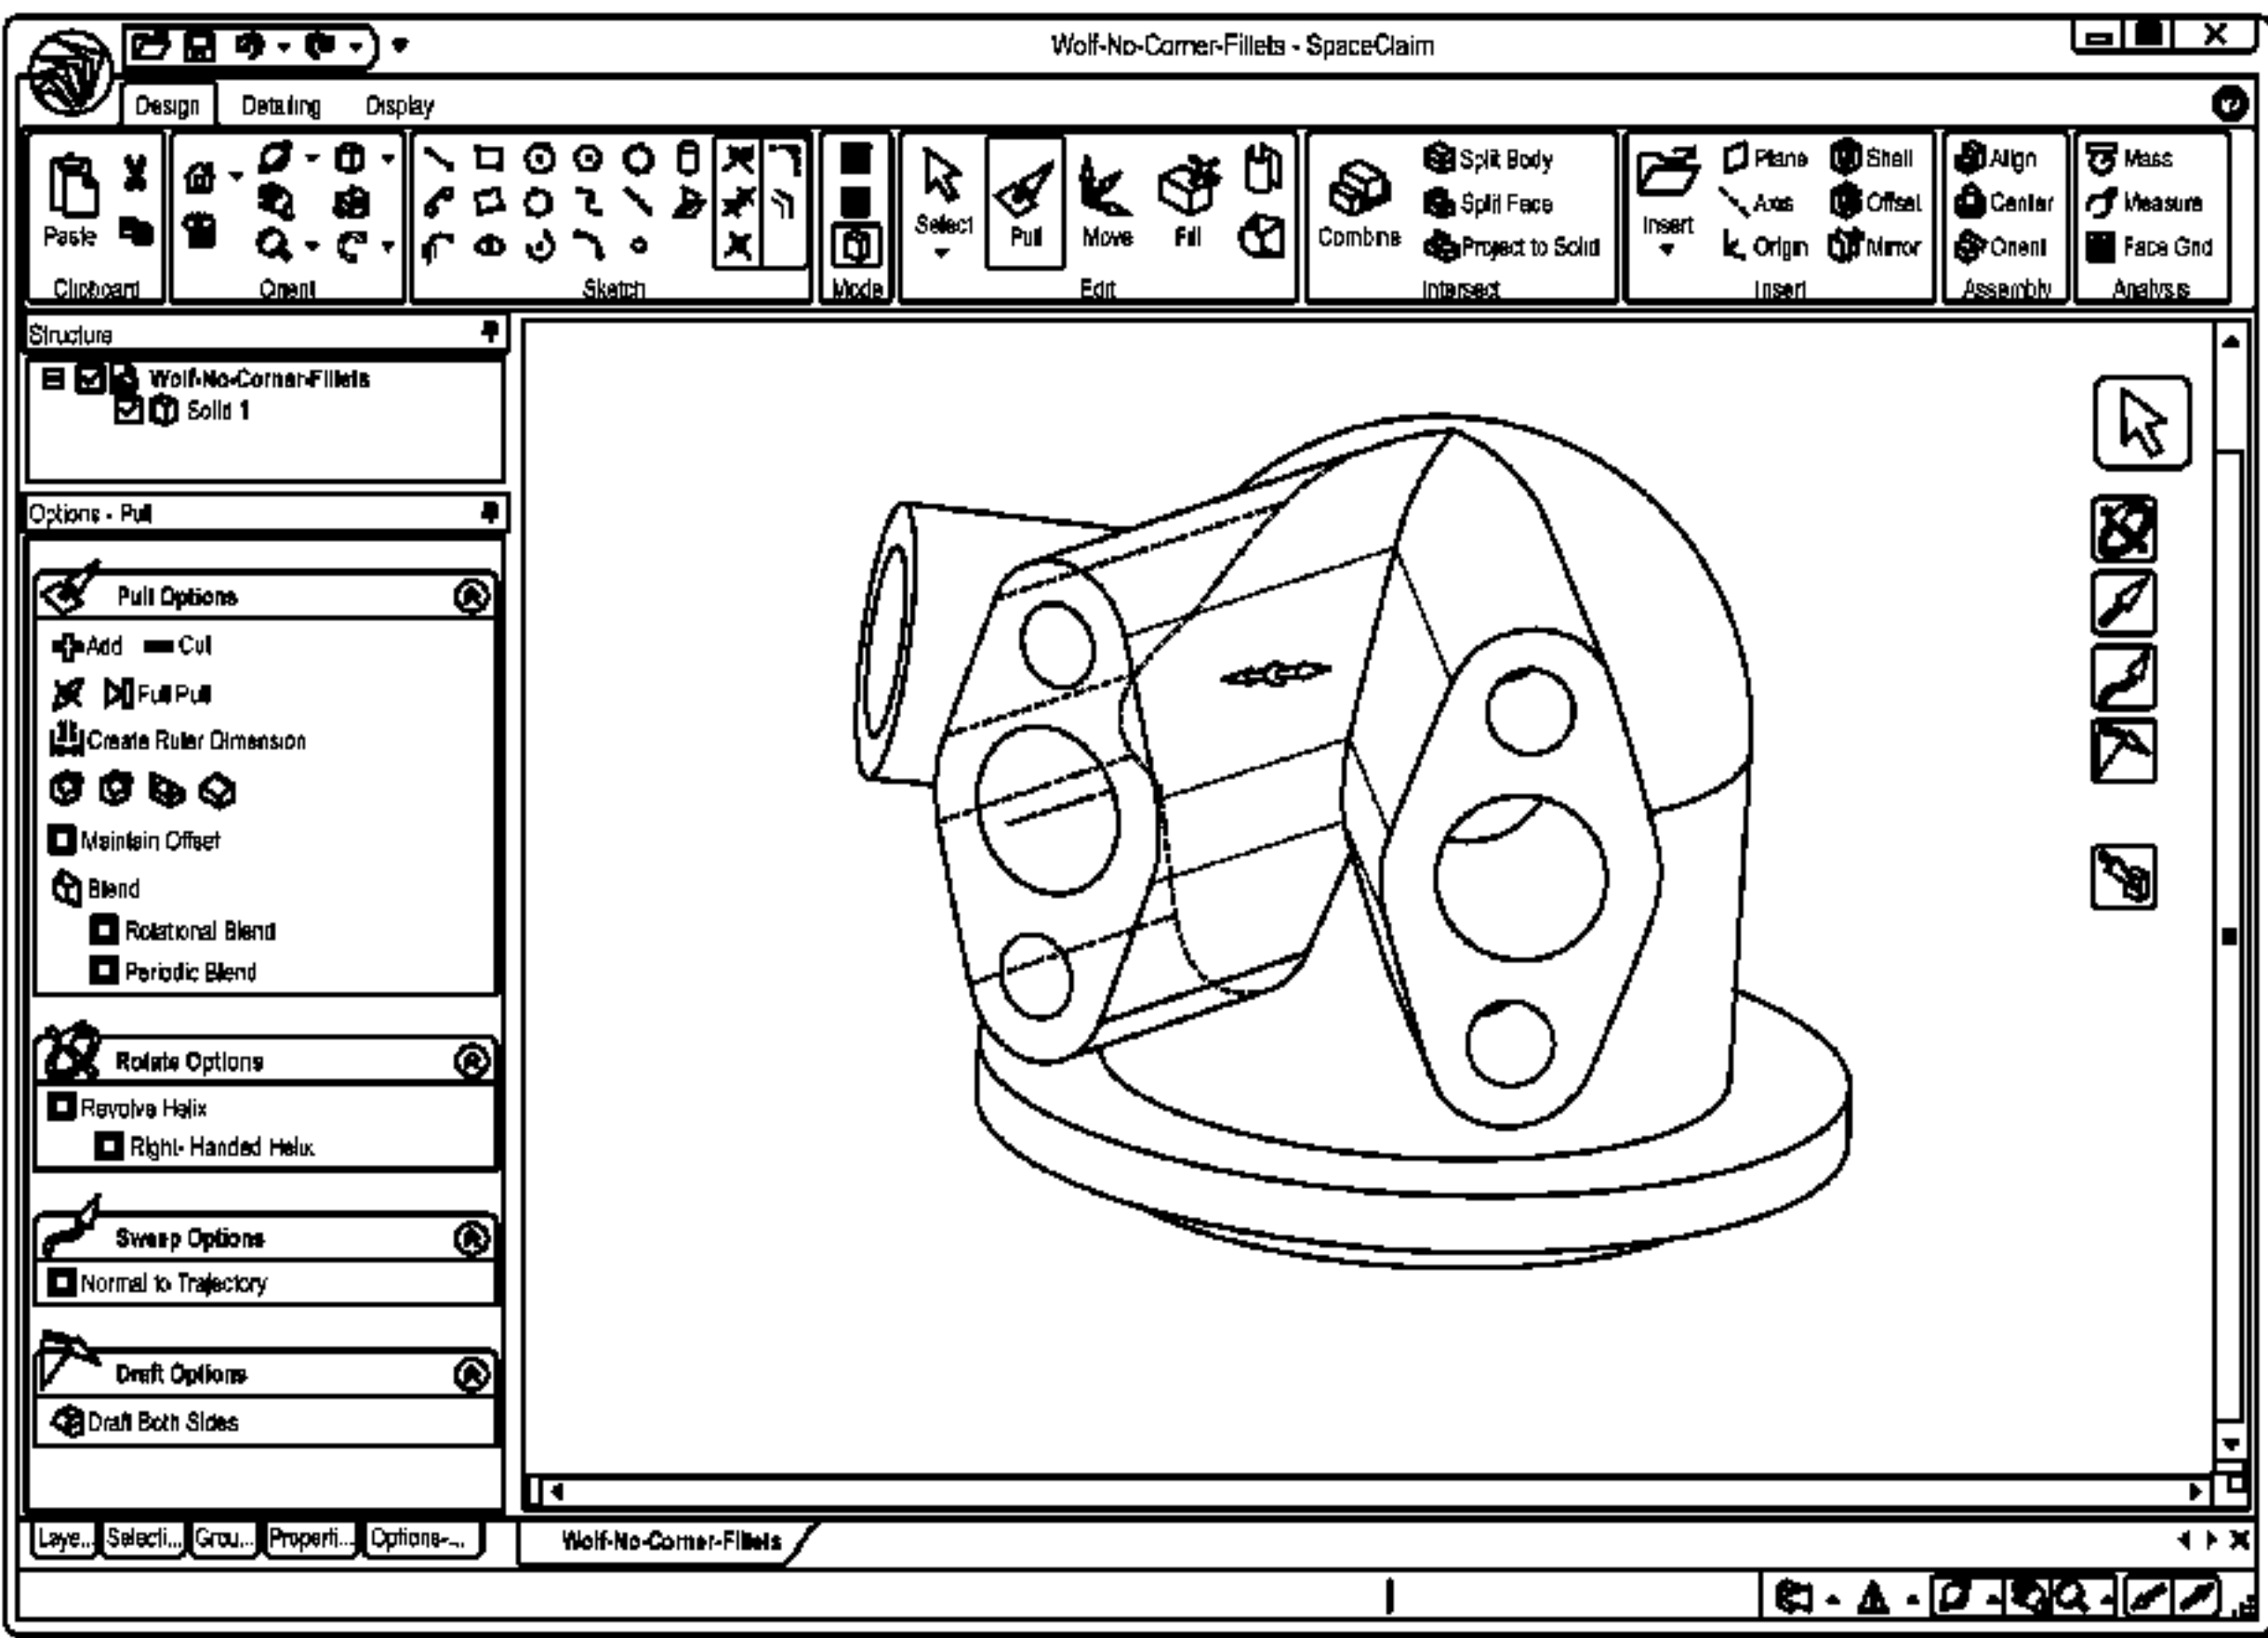 Wolf-No-Corner-Fillets - SpaceClaim
Design Detailing Display
Paste
Clipboard
Orient
Sketch
Mode
Select Pull Move Fill
Edit
Combine
Split Body
Split Face
Project to Solid
Intersect
Insert
Plane Shell
Axis Offset
Origin Mirror
Insert
Align
Center
Orient
Assembly
Mass
Measure
Face Grid
Analysis
Structure
Wolf-No-Corner-Fillets
Solid 1
Options - Pull
Pull Options
Add Cut
Full Pull
Create Ruler Dimension
Maintain Offset
Blend
Rotational Blend
Periodic Blend
Rotate Options
Revolve Helix
Right- Handed Helix
Sweep Options
Normal to Trajectory
Draft Options
Draft Both Sides
Laye... Selecti... Grou... Properti... Options-...
Wolf-No-Corner-Fillets